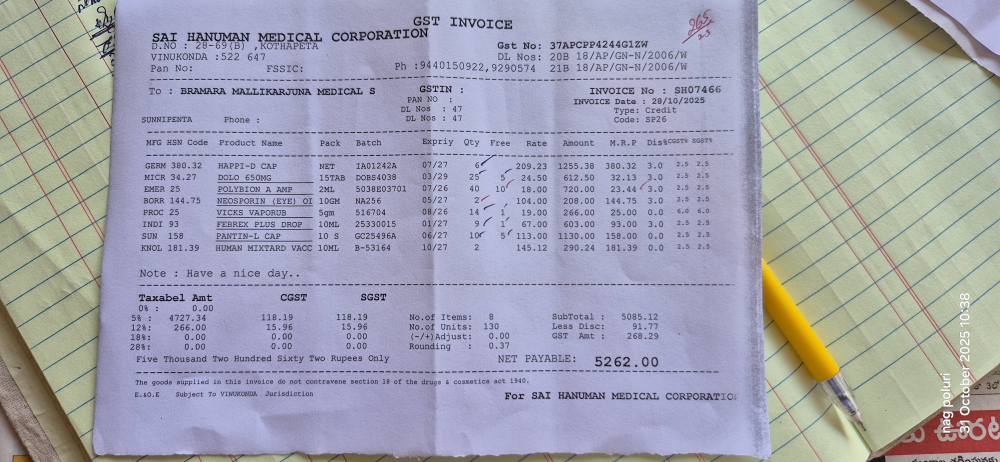 GST INVOICE
SAI HANUMAN MEDICAL CORPORATION
D.NO : 28-69(B) ,KOTHAPETA Gst No: 37APCPP4244G1ZW
VINUKONDA :522 647 DL Nos: 20B 18/AP/GN-N/2006/W
Pan No: FSSIC: Ph :9440150922,9290574 21B 18/AP/GN-N/2006/W
To : BRAMARA MALLIKARJUNA MEDICAL S GSTIN : INVOICE No : SH07466
PAN NO : INVOICE Date : 28/10/2025
DL Nos : 47 Type: Credit
SUNNIPENTA Phone : DL Nos : 47 Code: SP26
MFG HSN Code Product Name Pack Batch Expriy Qty Free Rate Amount M.R.P Dis% CGST% SGST%
GERM 380.32 HAPPI-D CAP NET IA01242A 07/27 6 209.23 1255.38 380.32 3.0 2.5 2.5
MICR 34.27 DOLO 650MG 15TAB DOBS4038 03/29 25 5 24.50 612.50 32.13 3.0 2.5 2.5
EMER 25 POLYBION A AMP 2ML 5038E03701 07/26 40 10 18.00 720.00 23.44 3.0 2.5 2.5
BORR 144.75 NEOSPORIN (EYE) OI 10GM NA256 05/27 2 104.00 208.00 144.75 3.0 2.5 2.5
PROC 25 VICKS VAPORUB 5gm 516704 08/26 14 1 19.00 266.00 25.00 0.0 6.0 6.0
INDI 93 FEBREX PLUS DROP 10ML 25330015 01/27 9 1 67.00 603.00 93.00 3.0 2.5 2.5
SUN 158 PANTIN-L CAP 10 S GC25496A 06/27 10 5 113.00 1130.00 158.00 0.0 2.5 2.5
KNOL 181.39 HUMAN MIXTARD VACC 10ML B-53164 10/27 2 145.12 290.24 181.39 0.0 2.5 2.5
Note : Have a nice day..
Taxabel Amt CGST SGST
0% : 0.00
5% : 4727.34 118.19 118.19 No.of Items: 8 SubTotal : 5085.12
12%: 266.00 15.96 15.96 No.of Units: 130 Less Disc: 91.77
18%: 0.00 0.00 0.00 (-/+)Adjust: 0.00 GST Amt : 268.29
28%: 0.00 0.00 0.00 Rounding : 0.37
Five Thousand Two Hundred Sixty Two Rupees Only NET PAYABLE: 5262.00
The goods supplied in this invoice do not contravene section 18 of the drugs & cosmetics act 1940.
E.&O.E Subject To VINUKONDA Jurisdiction For SAI HANUMAN MEDICAL CORPORATIO
nag poluri
31 October 2025 10:38